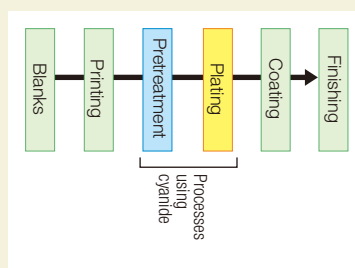 Blanks
Printing
Pretreatment
Plating
Coating
Finishing
Processes
using
cyanide